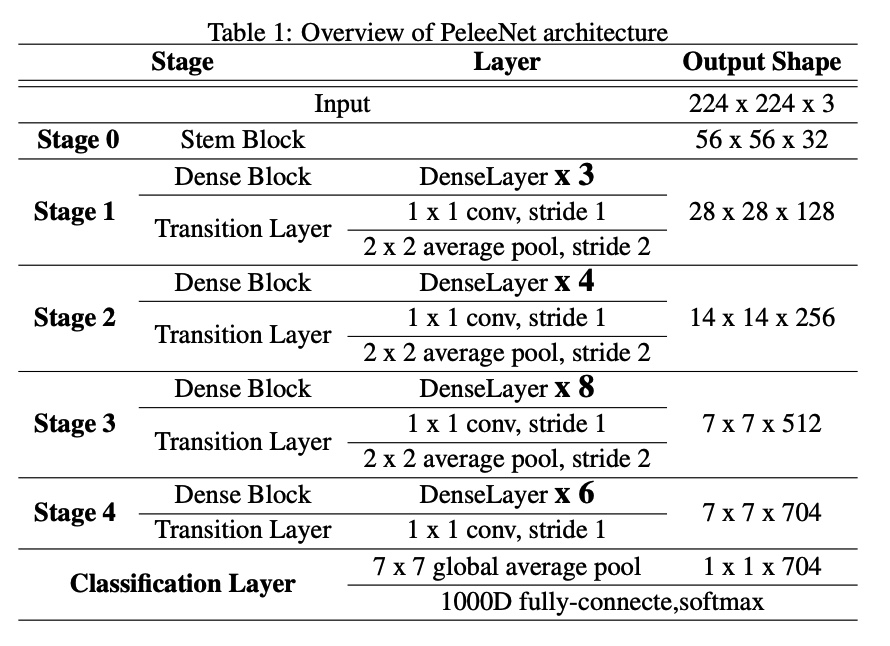 Table 1: Overview of PeleeNet architecture
Stage Layer Output Shape
Input 224 x 224 x 3
Stage 0 Stem Block 56 x 56 x 32
Dense Block DenseLayer x 3
Stage 1 Transition Layer 1 x 1 conv, stride 1 28 x 28 x 128
2 x 2 average pool, stride 2
Dense Block DenseLayer x 4
Stage 2 Transition Layer 1 x 1 conv, stride 1 14 x 14 x 256
2 x 2 average pool, stride 2
Dense Block DenseLayer x 8
Stage 3 Transition Layer 1 x 1 conv, stride 1 7 x 7 x 512
2 x 2 average pool, stride 2
Stage 4 Dense Block DenseLayer x 6 7 x 7 x 704
Transition Layer 1 x 1 conv, stride 1
Classification Layer 7 x 7 global average pool 1 x 1 x 704
1000D fully-connecte,softmax